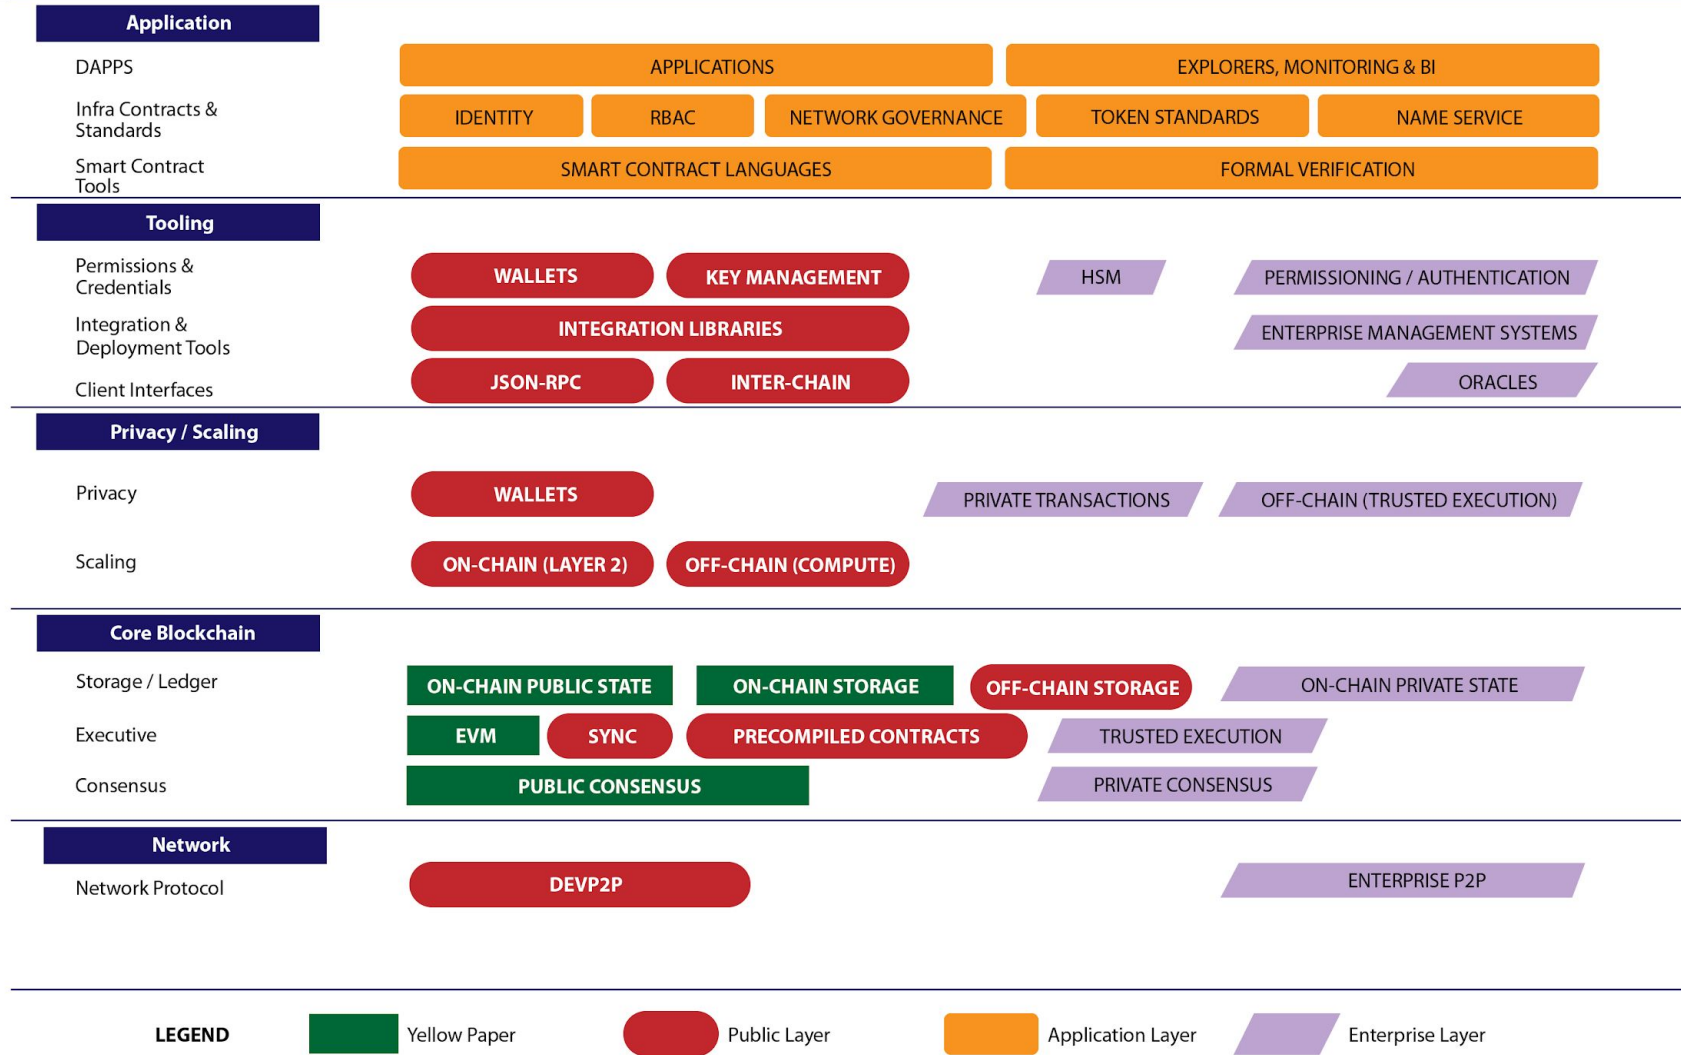 Application
DAPPS
APPLICATIONS
EXPLORERS, MONITORING & BI
Infra Contracts &
Standards
IDENTITY
RBAC
NETWORK GOVERNANCE
TOKEN STANDARDS
NAME SERVICE
Smart Contract
Tools
SMART CONTRACT LANGUAGES
FORMAL VERIFICATION
Tooling
Permissions &
Credentials
WALLETS
KEY MANAGEMENT
HSM
PERMISSIONING / AUTHENTICATION
Integration &
Deployment Tools
INTEGRATION LIBRARIES
ENTERPRISE MANAGEMENT SYSTEMS
Client Interfaces
JSON-RPC
INTER-CHAIN
ORACLES
Privacy / Scaling
Privacy
WALLETS
PRIVATE TRANSACTIONS
OFF-CHAIN (TRUSTED EXECUTION)
Scaling
ON-CHAIN (LAYER 2)
OFF-CHAIN (COMPUTE)
Core Blockchain
Storage / Ledger
ON-CHAIN PUBLIC STATE
ON-CHAIN STORAGE
OFF-CHAIN STORAGE
ON-CHAIN PRIVATE STATE
Executive
EVM
SYNC
PRECOMPILED CONTRACTS
TRUSTED EXECUTION
Consensus
PUBLIC CONSENSUS
PRIVATE CONSENSUS
Network
Network Protocol
DEVP2P
ENTERPRISE P2P
LEGEND
Yellow Paper
Public Layer
Application Layer
Enterprise Layer